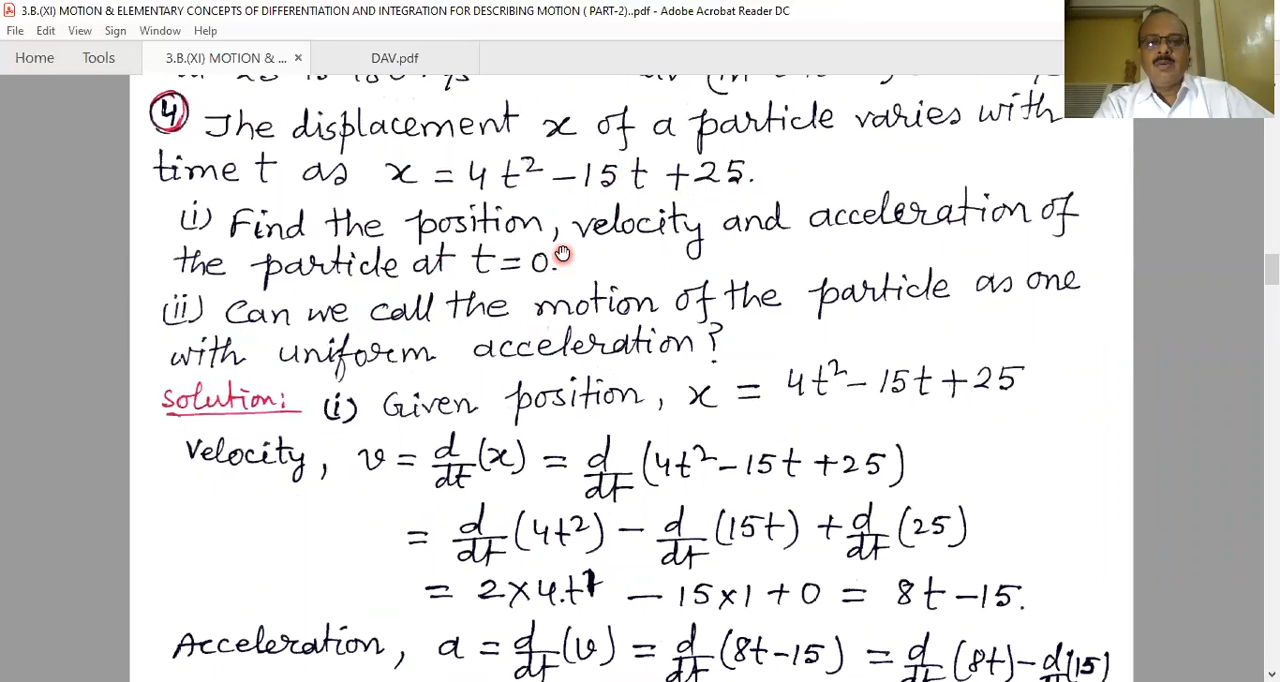 3.B.(XI) MOTION & ELEMENTARY CONCEPTS OF DIFFERENTIATION AND INTEGRATION FOR DESCRIBING MOTION ( PART-2)..pdf - Adobe Acrobat Reader DC
File Edit View Sign Window Help
Home Tools 3.B.(XI) MOTION & ... × DAV.pdf
(4) The displacement x of a particle varies with
time t as x = 4t² - 15t + 25.
(i) Find the position, velocity and acceleration of
the particle at t = 0.
(ii) Can we call the motion of the particle as one
with uniform acceleration?
Solution: (i) Given position, x = 4t² - 15t + 25
Velocity, v = d/dt (x) = d/dt (4t² - 15t + 25)
= d/dt (4t²) - d/dt (15t) + d/dt (25)
= 2 × 4.t¹ - 15 × 1 + 0 = 8t - 15.
Acceleration, a = d/dt (v) = d/dt (8t - 15) = d/dt (8t) - d/dt (15)